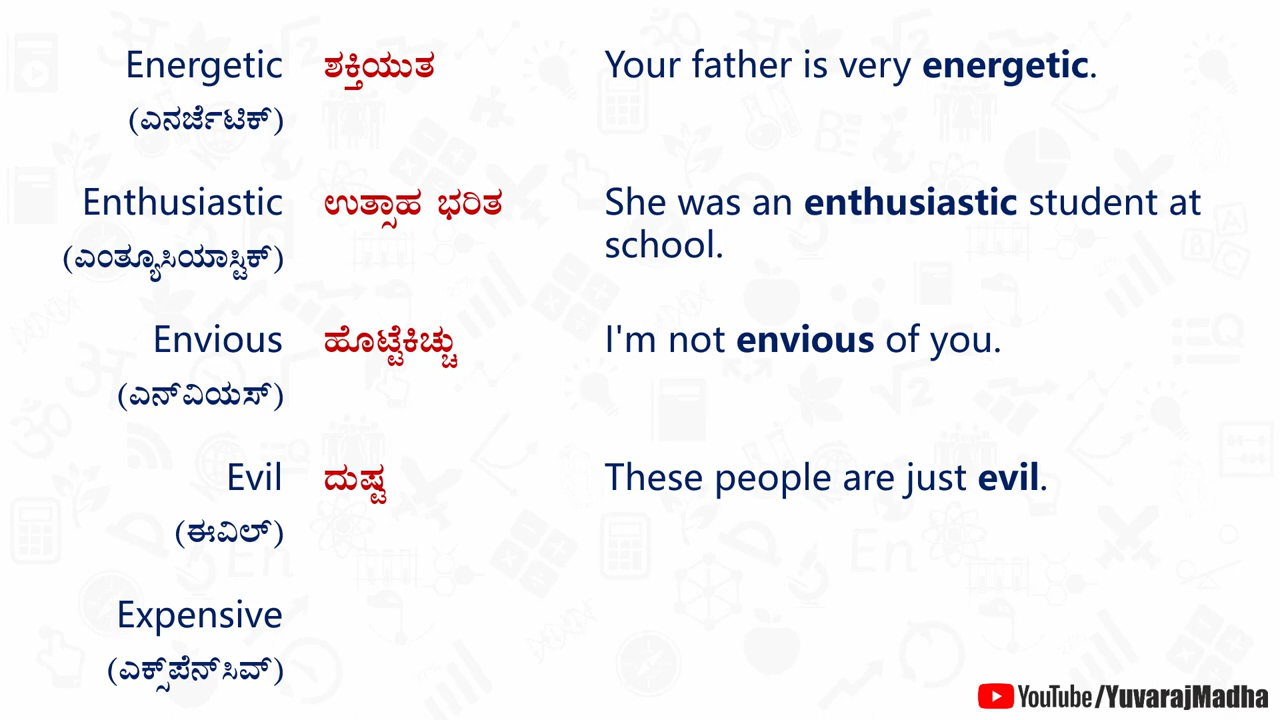 Energetic ಶಕ್ತಿಯುತ Your father is very energetic.
(ಎನರ್ಜೆಟಿಕ್)
Enthusiastic ಉತ್ಸಾಹ ಭರಿತ She was an enthusiastic student at
school.
(ಎಂತ್ಯೂಸಿಯಾಸ್ಟಿಕ್)
Envious ಹೊಟ್ಟೆಕಿಚ್ಚು I'm not envious of you.
(ಎನ್‌ವಿಯಸ್)
Evil ದುಷ್ಟ These people are just evil.
(ಈವಿಲ್)
Expensive
(ಎಕ್ಸ್‌ಪೆನ್‌ಸಿವ್)
YouTube/YuvarajMadha